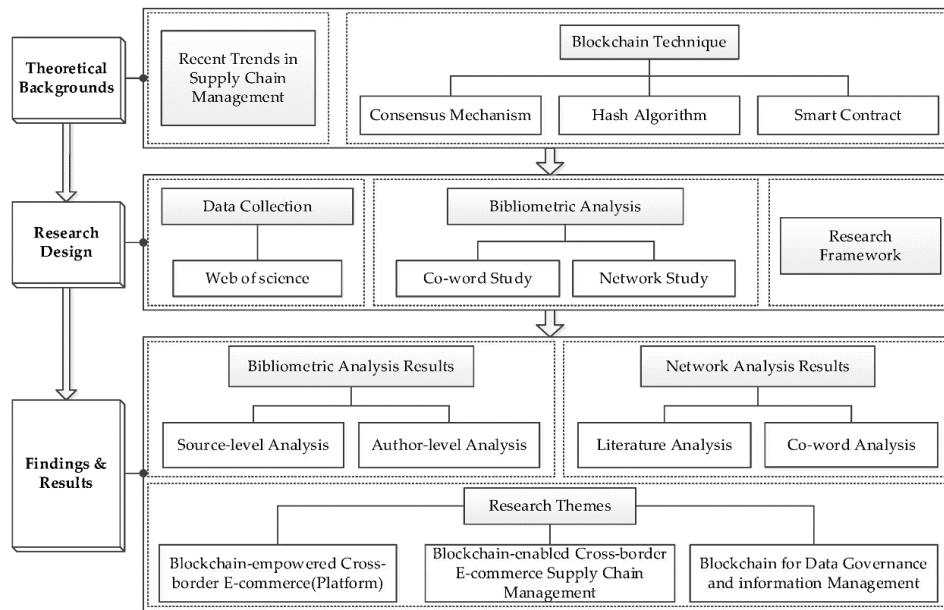 Theoretical
Backgrounds
Recent Trends in
Supply Chain
Management
Blockchain Technique
Consensus Mechanism
Hash Algorithm
Smart Contract
Research
Design
Data Collection
Web of science
Bibliometric Analysis
Co-word Study
Network Study
Research
Framework
Findings &
Results
Bibliometric Analysis Results
Source-level Analysis
Author-level Analysis
Network Analysis Results
Literature Analysis
Co-word Analysis
Research Themes
Blockchain-empowered Cross-
border E-commerce(Platform)
Blockchain-enabled Cross-border
E-commerce Supply Chain
Management
Blockchain for Data Governance
and information Management